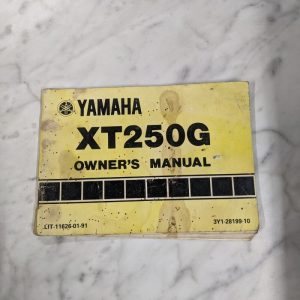 YAMAHA
XT250G
OWNER'S MANUAL
LIT-11626-01-91 3Y1-28199-10